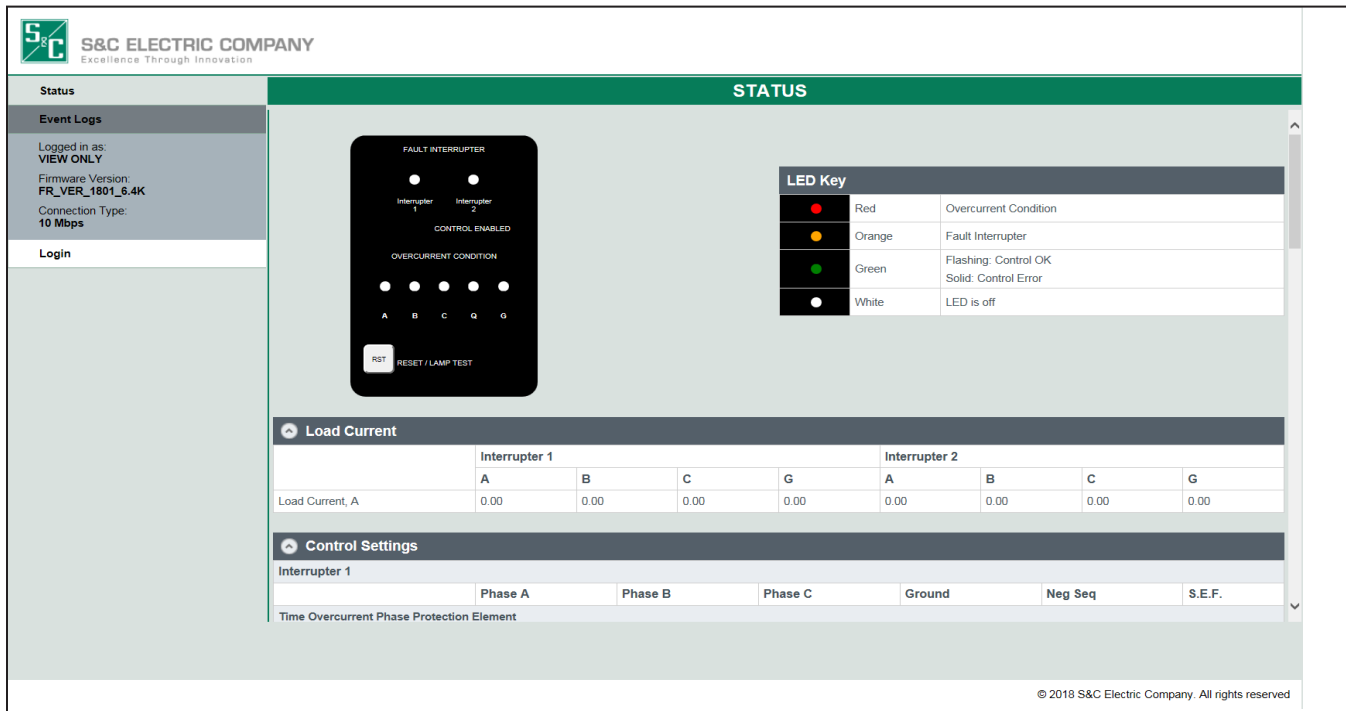 S&C
S&C ELECTRIC COMPANY
Excellence Through Innovation
Status
STATUS
Event Logs
Logged in as:
VIEW ONLY
Firmware Version:
FR_VER_1801_6.4K
Connection Type:
10 Mbps
Login
FAULT INTERRUPTER
Interrupter 1
Interrupter 2
CONTROL ENABLED
OVERCURRENT CONDITION
A B C Q G
RST RESET / LAMP TEST
LED Key
Red Overcurrent Condition
Orange Fault Interrupter
Green Flashing: Control OK
Solid: Control Error
White LED is off
Load Current
Interrupter 1 Interrupter 2
A B C G A B C G
Load Current, A 0.00 0.00 0.00 0.00 0.00 0.00 0.00 0.00
Control Settings
Interrupter 1
Phase A Phase B Phase C Ground Neg Seq S.E.F.
Time Overcurrent Phase Protection Element
© 2018 S&C Electric Company. All rights reserved